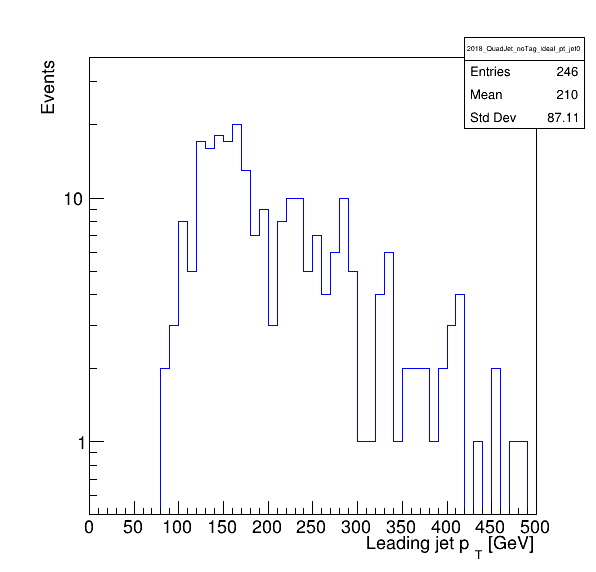 2018_QuadJet_noTag_ideal_pt_jet0
Entries 246
Mean 210
Std Dev 87.11
Events
10
1
0 50 100 150 200 250 300 350 400 450 500
Leading jet p T [GeV]